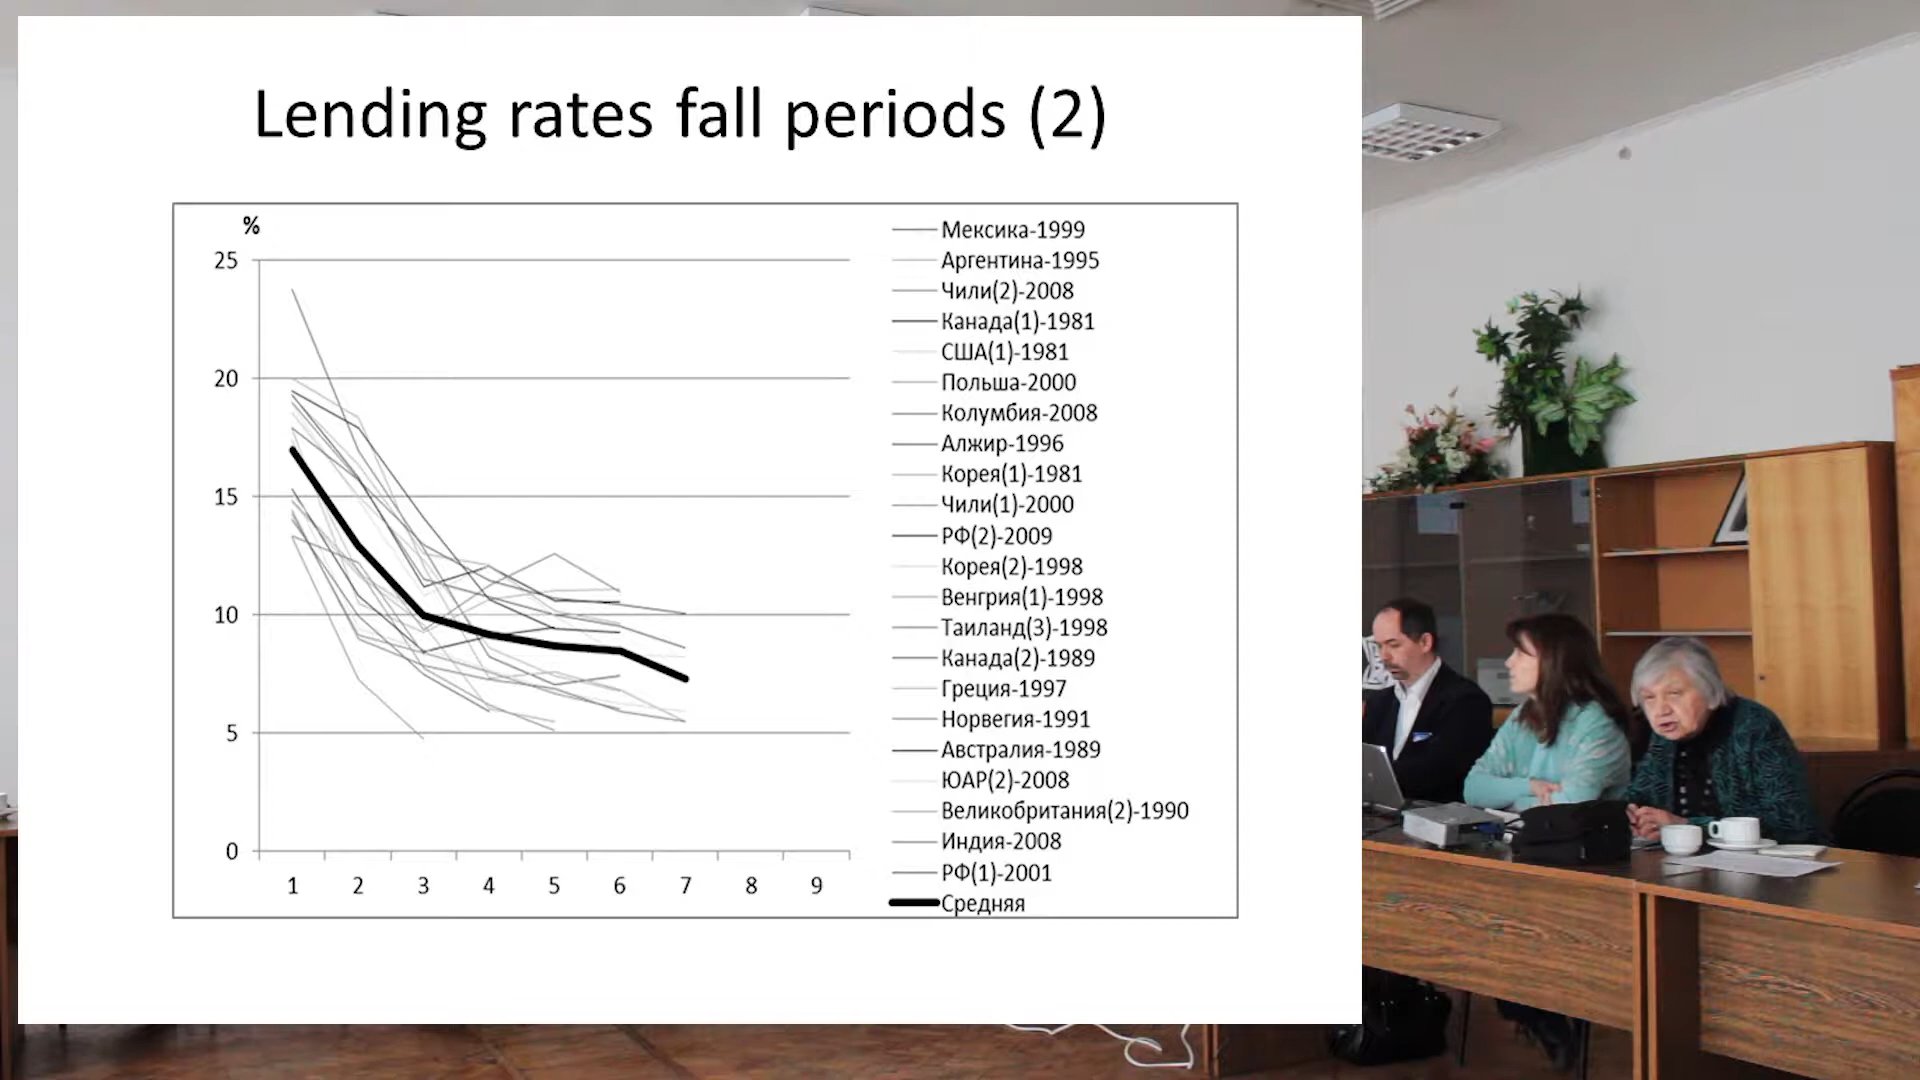 Lending rates fall periods (2)
%
25
20
15
10
5
0
1 2 3 4 5 6 7 8 9
Мексика-1999
Аргентина-1995
Чили(2)-2008
Канада(1)-1981
США(1)-1981
Польша-2000
Колумбия-2008
Алжир-1996
Корея(1)-1981
Чили(1)-2000
РФ(2)-2009
Корея(2)-1998
Венгрия(1)-1998
Таиланд(3)-1998
Канада(2)-1989
Греция-1997
Норвегия-1991
Австралия-1989
ЮАР(2)-2008
Великобритания(2)-1990
Индия-2008
РФ(1)-2001
Средняя